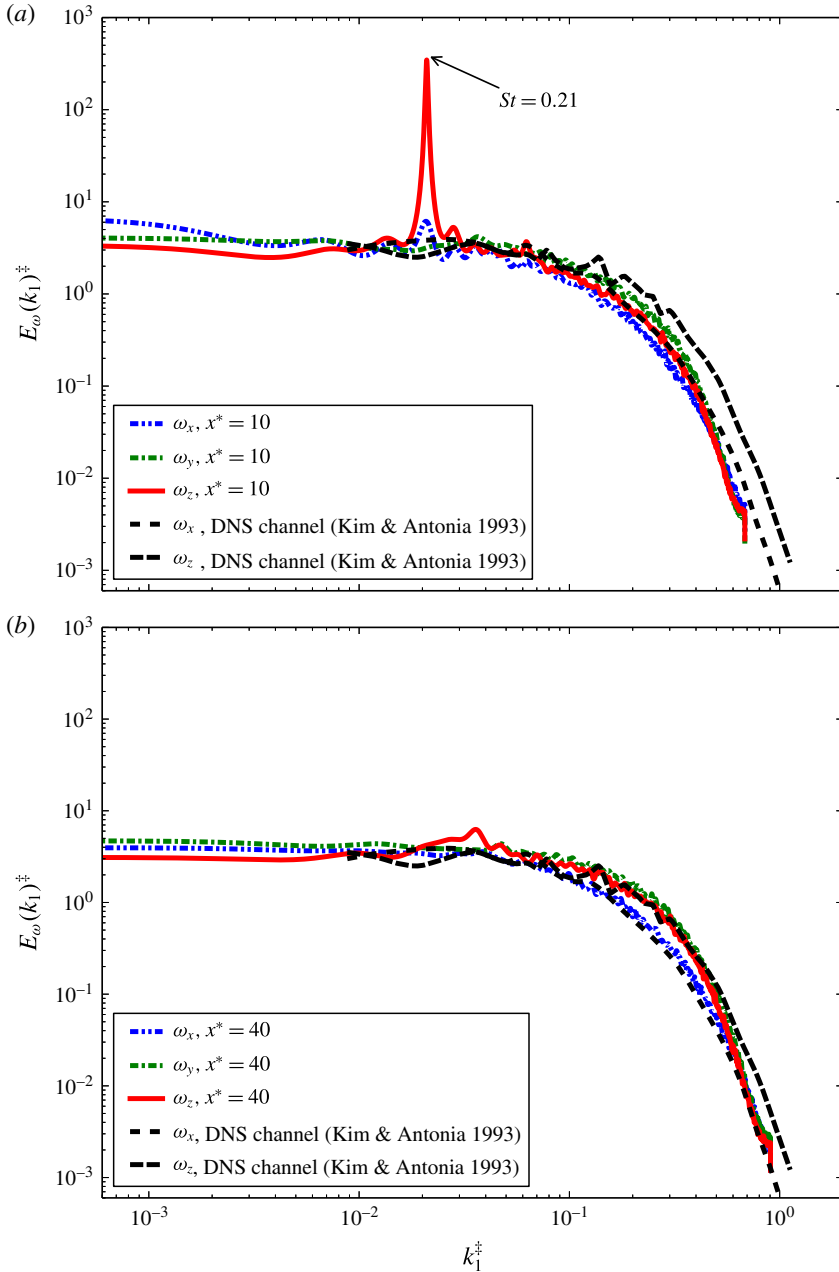 (a)
10³
10²
10¹
10⁰
10⁻¹
10⁻²
10⁻³
E_ω(k₁)‡
St = 0.21
ω_x, x* = 10
ω_y, x* = 10
ω_z, x* = 10
ω_x , DNS channel (Kim & Antonia 1993)
ω_z , DNS channel (Kim & Antonia 1993)
(b)
10³
10²
10¹
10⁰
10⁻¹
10⁻²
10⁻³
E_ω(k₁)‡
ω_x, x* = 40
ω_y, x* = 40
ω_z, x* = 40
ω_x, DNS channel (Kim & Antonia 1993)
ω_z, DNS channel (Kim & Antonia 1993)
10⁻³ 10⁻² 10⁻¹ 10⁰
k₁‡